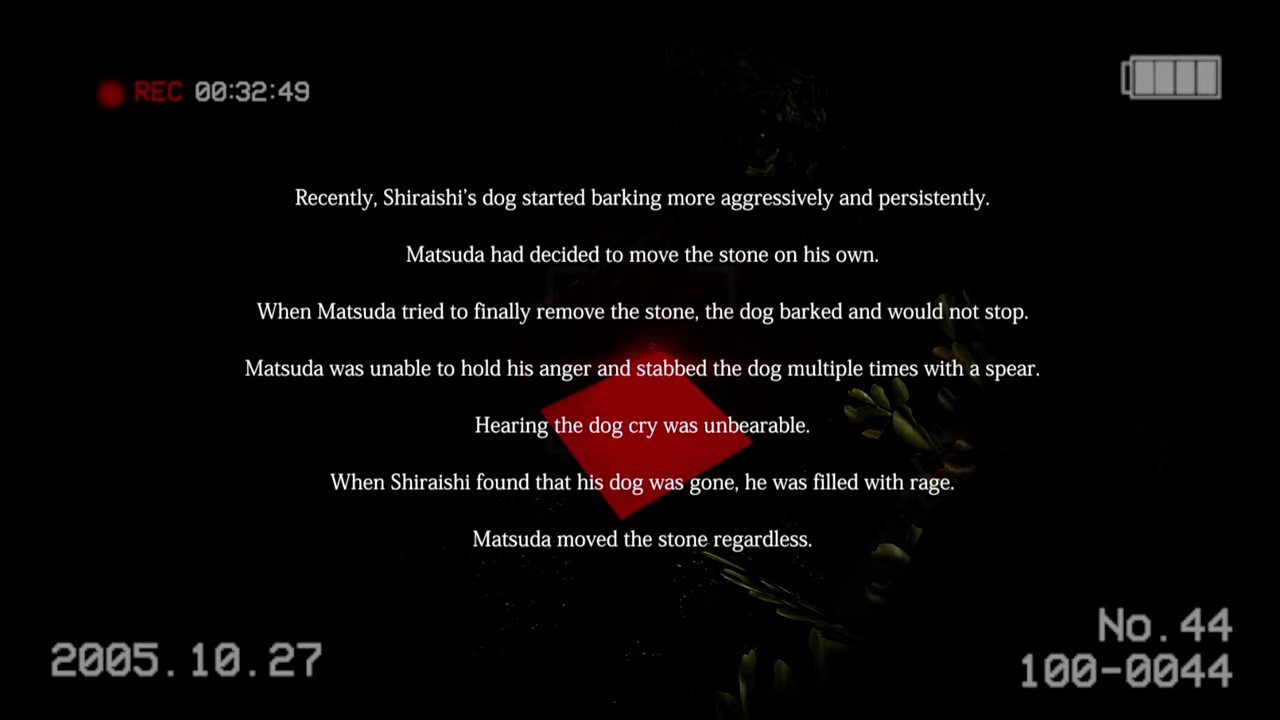 REC 00:32:49
Recently, Shiraishi’s dog started barking more aggressively and persistently.
Matsuda had decided to move the stone on his own.
When Matsuda tried to finally remove the stone, the dog barked and would not stop.
Matsuda was unable to hold his anger and stabbed the dog multiple times with a spear.
Hearing the dog cry was unbearable.
When Shiraishi found that his dog was gone, he was filled with rage.
Matsuda moved the stone regardless.
2005.10.27
No.44
100-0044